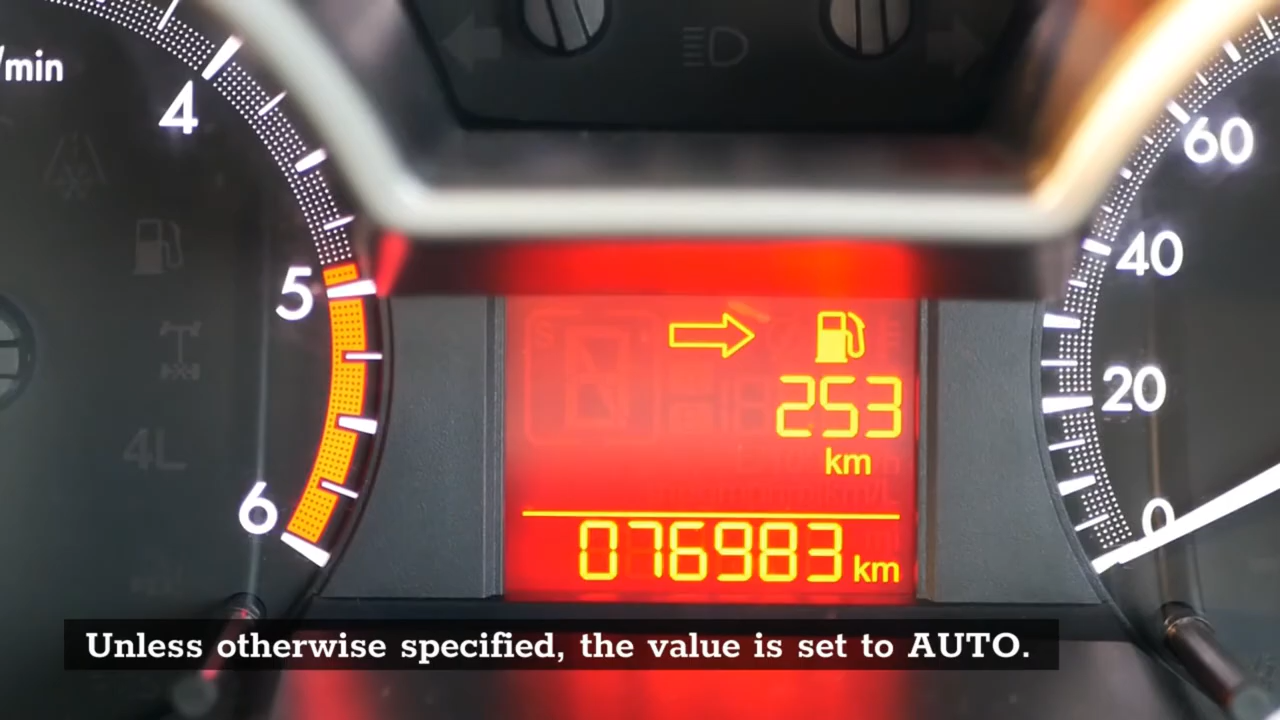 /min
4
5
6
4L
253
km
076983 km
60
40
20
0
Unless otherwise specified, the value is set to AUTO.